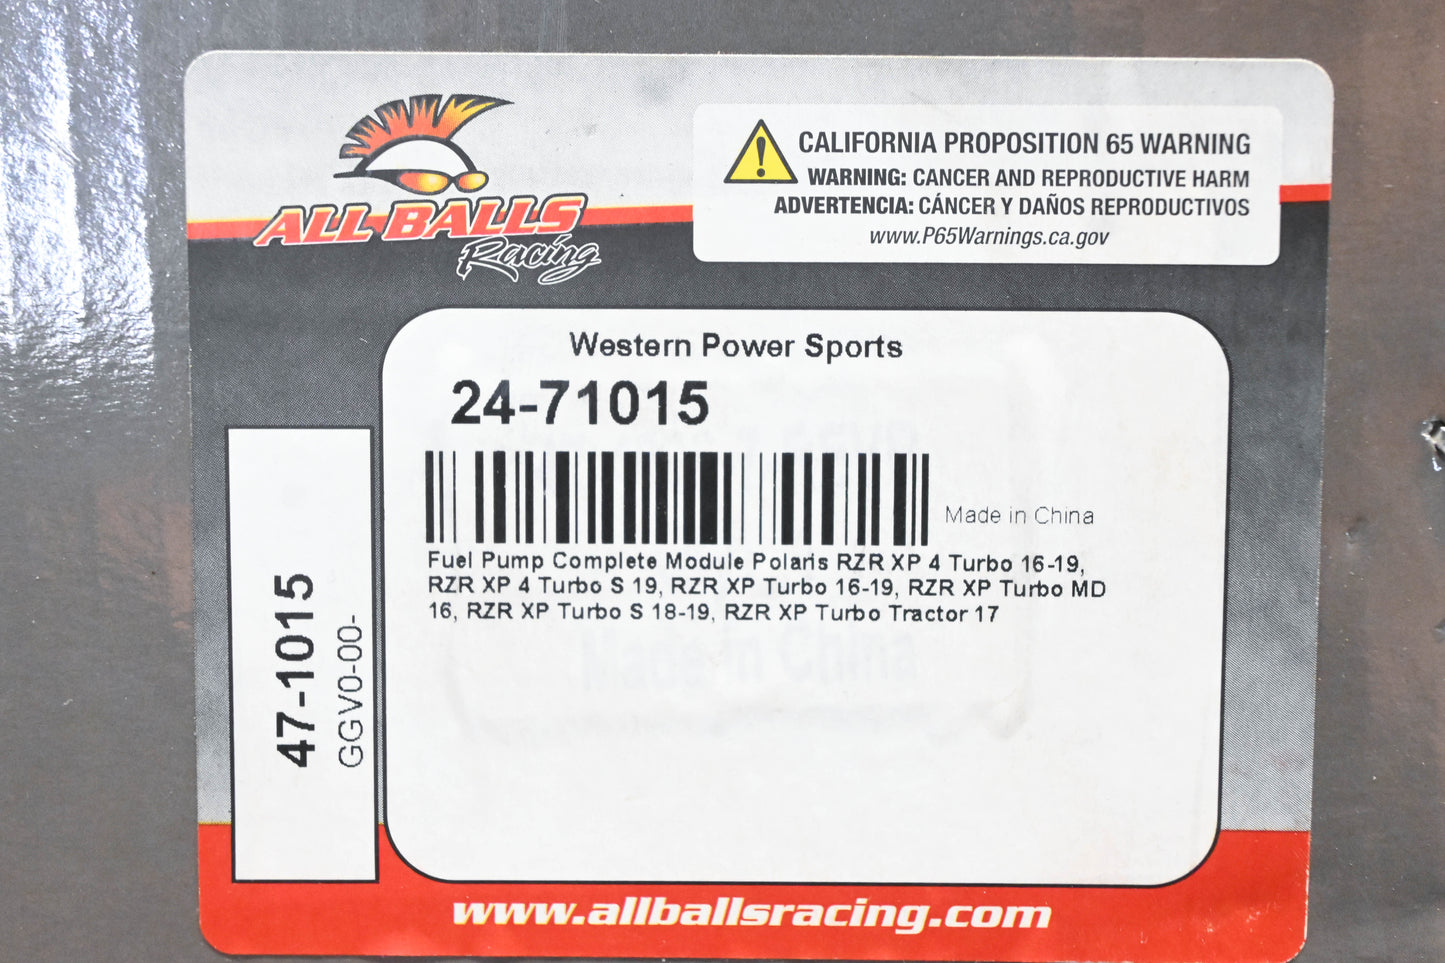 ALL BALLS
Racing
CALIFORNIA PROPOSITION 65 WARNING
WARNING: CANCER AND REPRODUCTIVE HARM
ADVERTENCIA: CÁNCER Y DAÑOS REPRODUCTIVOS
www.P65Warnings.ca.gov
Western Power Sports
24-71015
Made in China
Fuel Pump Complete Module Polaris RZR XP 4 Turbo 16-19,
RZR XP 4 Turbo S 19, RZR XP Turbo 16-19, RZR XP Turbo MD
16, RZR XP Turbo S 18-19, RZR XP Turbo Tractor 17
Made in China
47-1015
GGV0-00-
www.allballsracing.com